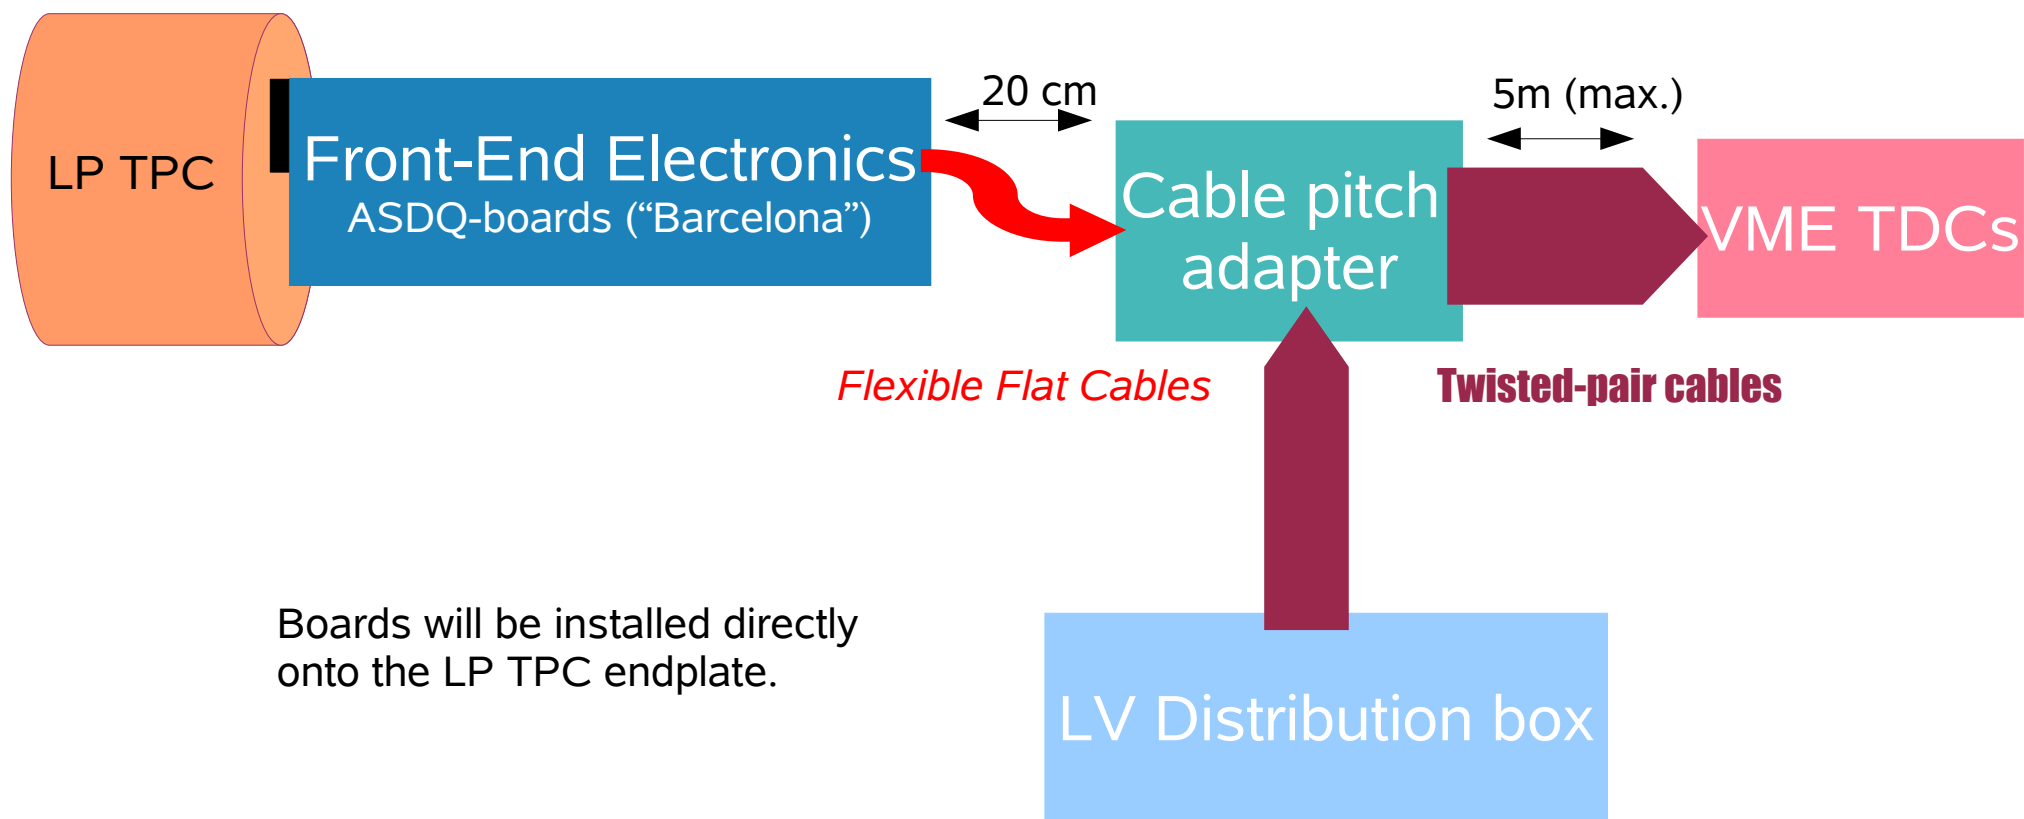 LP TPC
Front-End Electronics
ASDQ-boards (“Barcelona”)
20 cm
Cable pitch
adapter
5m (max.)
VME TDCs
Flexible Flat Cables
Twisted-pair cables
Boards will be installed directly
onto the LP TPC endplate.
LV Distribution box